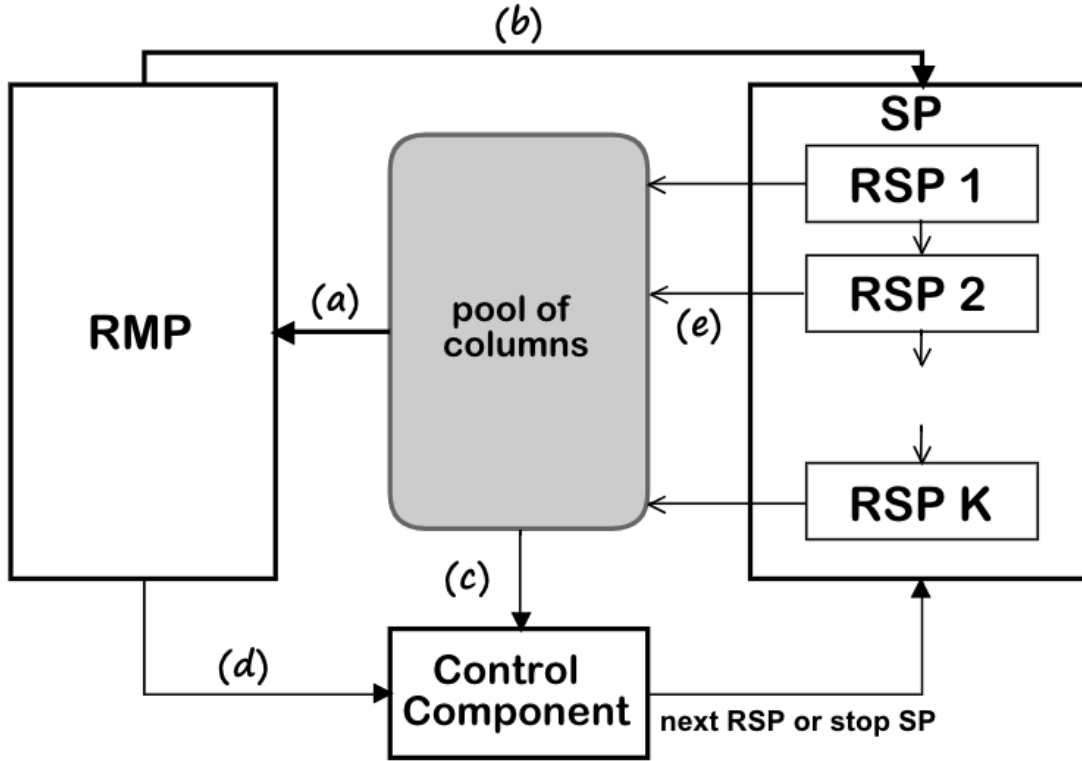 (b)
SP
RSP 1
RSP 2
RSP K
RMP
(a)
pool of
columns
(e)
(c)
(d)
Control
Component
next RSP or stop SP